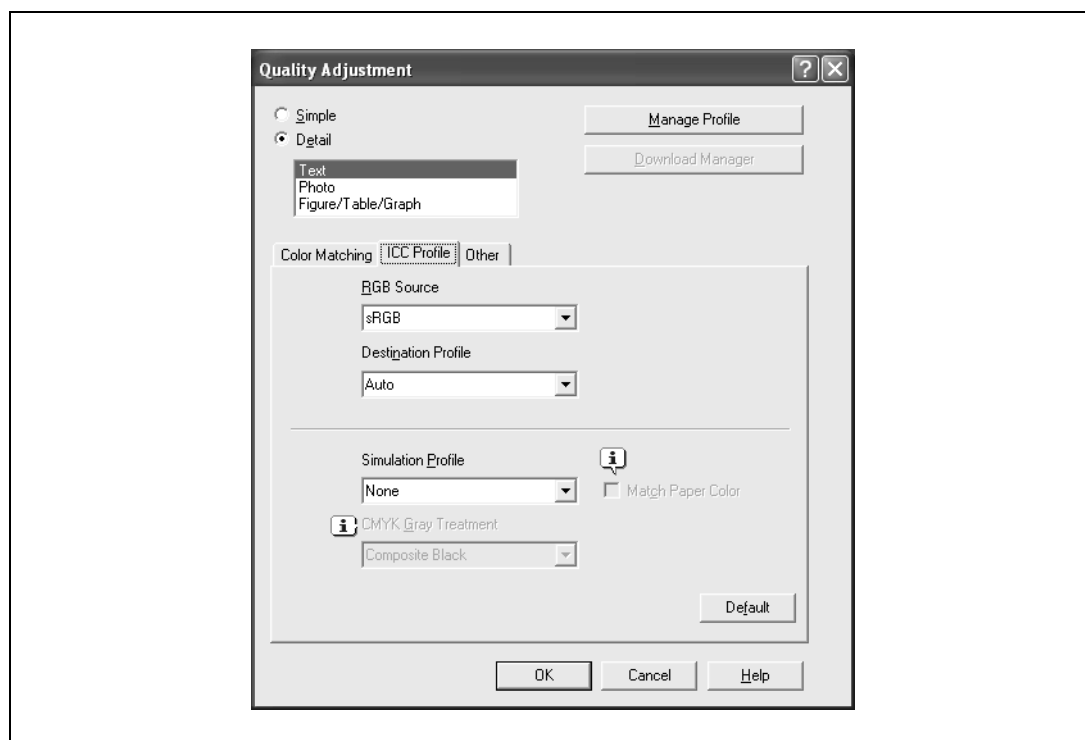 Quality Adjustment
Simple
Manage Profile
Detail
Download Manager
Text
Photo
Figure/Table/Graph
Color Matching ICC Profile Other
RGB Source
sRGB
Destination Profile
Auto
Simulation Profile
None
Match Paper Color
CMYK Gray Treatment
Composite Black
Default
OK Cancel Help